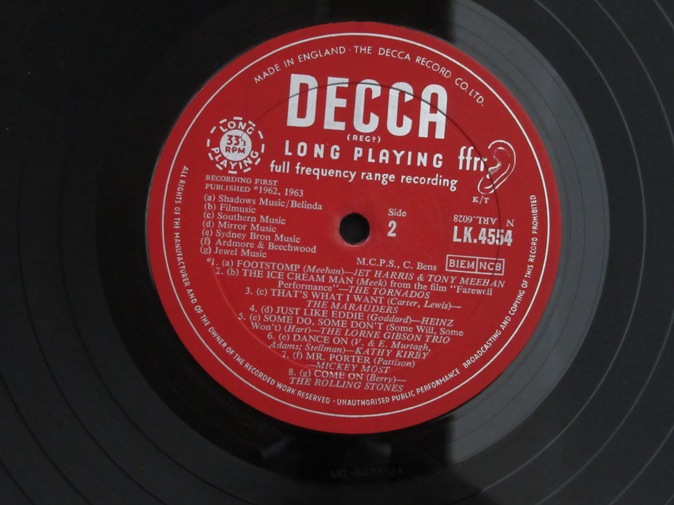 MADE IN ENGLAND · THE DECCA RECORD CO. LTD.
DECCA
(REGD)
LONG PLAYING
33⅓ RPM
LONG PLAYING ffrr
full frequency range recording
K/T
RECORDING FIRST
PUBLISHED *1962, 1963
(a) Shadows Music/Belinda
(b) Filmusic
(c) Southern Music
(d) Mirror Music
(e) Sydney Bron Music
(f) Ardmore & Beechwood
(g) Jewel Music
Side
2
N ARL.6028
LK.4554
M.C.P.S., C. Bens
BIEM NCB
*1. (a) FOOTSTOMP (Meehan)—JET HARRIS & TONY MEEHAN
2. (b) THE ICE CREAM MAN (Meek) from the film "Farewell
Performance"—THE TORNADOS
3. (c) THAT'S WHAT I WANT (Carter, Lewis)—
THE MARAUDERS
4. (d) JUST LIKE EDDIE (Goddard)—HEINZ
5. (c) SOME DO, SOME DON'T (Some Will, Some
Won't) (Hart)—THE LORNE GIBSON TRIO
6. (e) DANCE ON (V. & E. Murtagh,
Adams; Stellman)—KATHY KIRBY
7. (f) MR. PORTER (Pattison)
—MICKEY MOST
8. (g) COME ON (Berry)—
THE ROLLING STONES
ALL RIGHTS OF THE MANUFACTURER AND OF THE OWNER OF THE RECORDED WORK RESERVED · UNAUTHORISED PUBLIC PERFORMANCE BROADCASTING AND COPYING OF THIS RECORD PROHIBITED